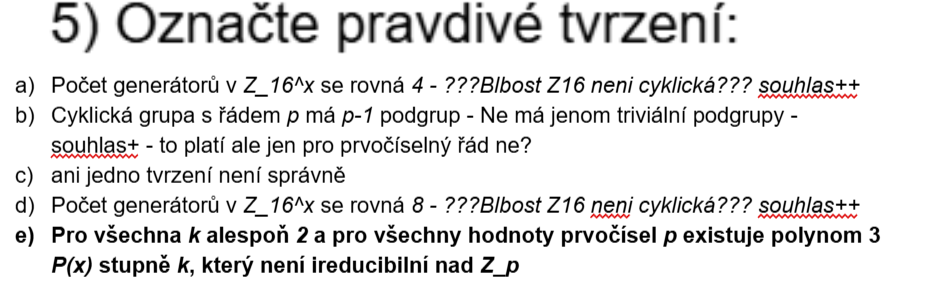 5) Označte pravdivé tvrzení:
a) Počet generátorů v Z_16^x se rovná 4 - ???Blbost Z16 neni cyklická??? souhlas++
b) Cyklická grupa s řádem p má p-1 podgrup - Ne má jenom triviální podgrupy -
souhlas+ - to platí ale jen pro prvočíselný řád ne?
c) ani jedno tvrzení není správně
d) Počet generátorů v Z_16^x se rovná 8 - ???Blbost Z16 neni cyklická??? souhlas++
e) Pro všechna k alespoň 2 a pro všechny hodnoty prvočísel p existuje polynom 3
P(x) stupně k, který není ireducibilní nad Z_p